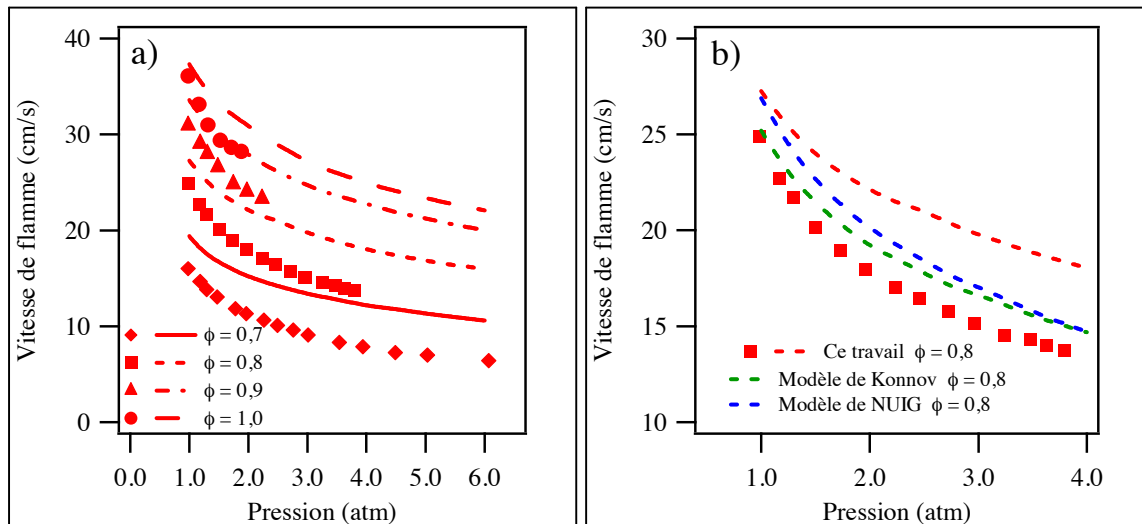 a)
Vitesse de flamme (cm/s)
40
30
20
10
0
ϕ = 0,7
ϕ = 0,8
ϕ = 0,9
ϕ = 1,0
0.0 1.0 2.0 3.0 4.0 5.0 6.0
Pression (atm)
b)
Vitesse de flamme (cm/s)
30
25
20
15
10
Ce travail ϕ = 0,8
Modèle de Konnov ϕ = 0,8
Modèle de NUIG ϕ = 0,8
1.0 2.0 3.0 4.0
Pression (atm)